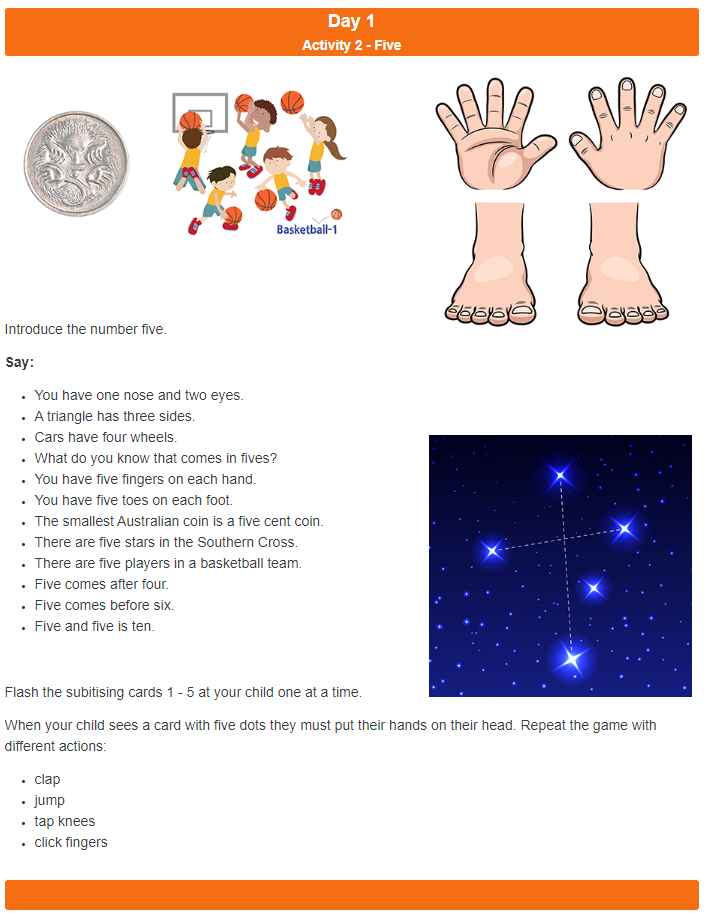 Day 1
Activity 2 - Five
Basketball-1
Introduce the number five.
Say:
• You have one nose and two eyes.
• A triangle has three sides.
• Cars have four wheels.
• What do you know that comes in fives?
• You have five fingers on each hand.
• You have five toes on each foot.
• The smallest Australian coin is a five cent coin.
• There are five stars in the Southern Cross.
• There are five players in a basketball team.
• Five comes after four.
• Five comes before six.
• Five and five is ten.
Flash the subitising cards 1 - 5 at your child one at a time.
When your child sees a card with five dots they must put their hands on their head. Repeat the game with
different actions:
• clap
• jump
• tap knees
• click fingers